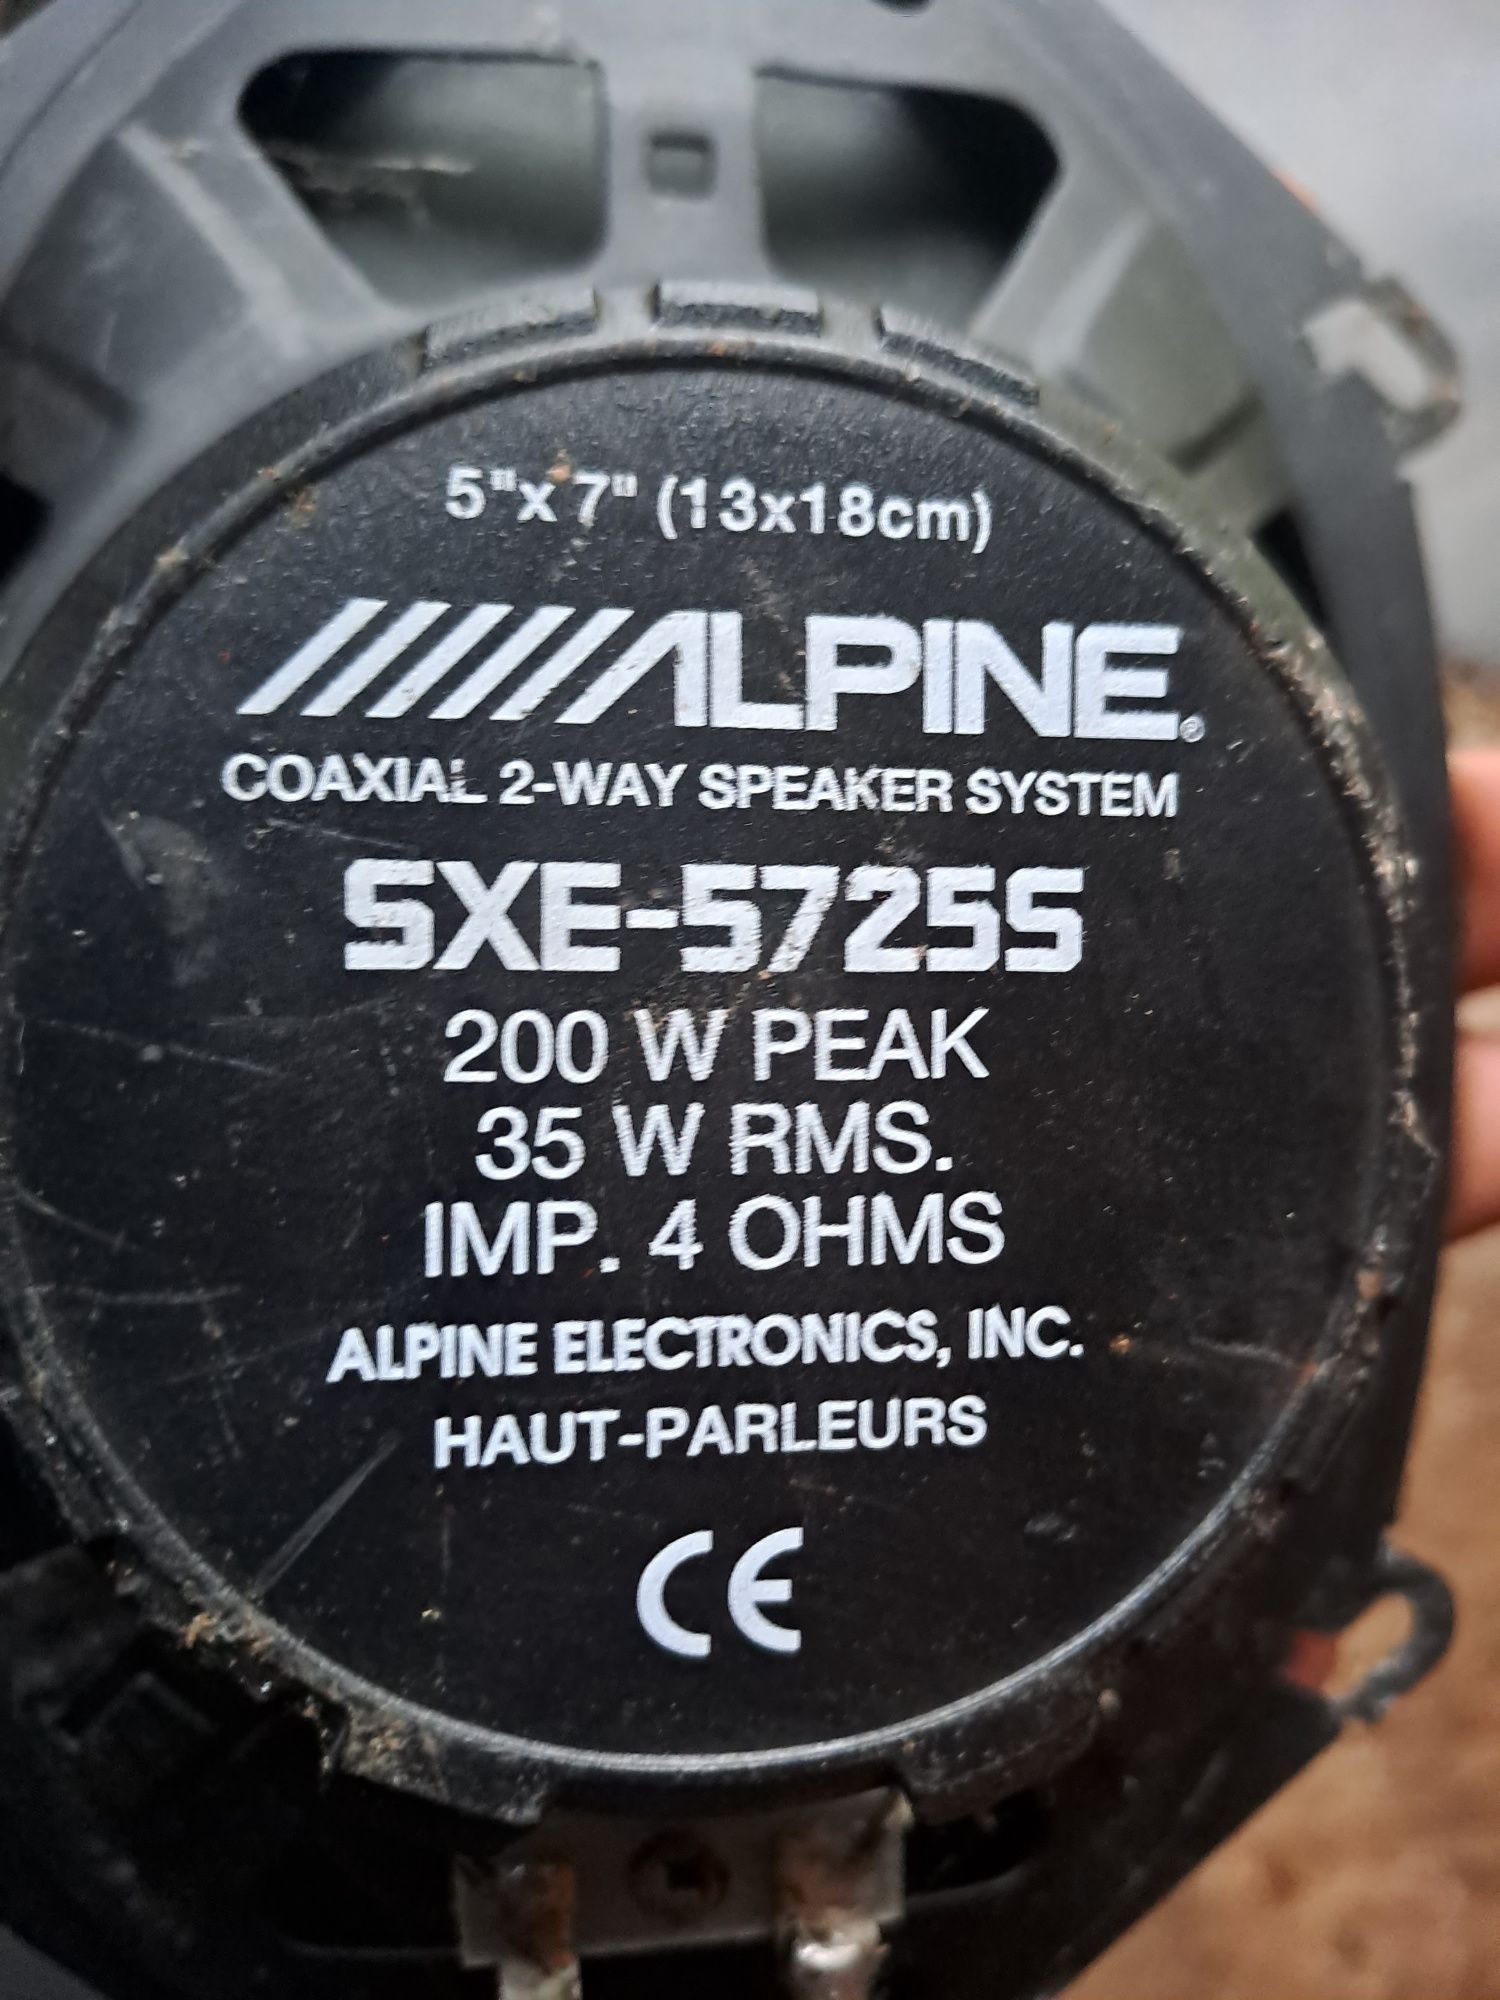 5"x 7" (13x18cm)
ALPINE®
COAXIAL 2-WAY SPEAKER SYSTEM
SXE-5725S
200 W PEAK
35 W RMS.
IMP. 4 OHMS
ALPINE ELECTRONICS, INC.
HAUT-PARLEURS
CE